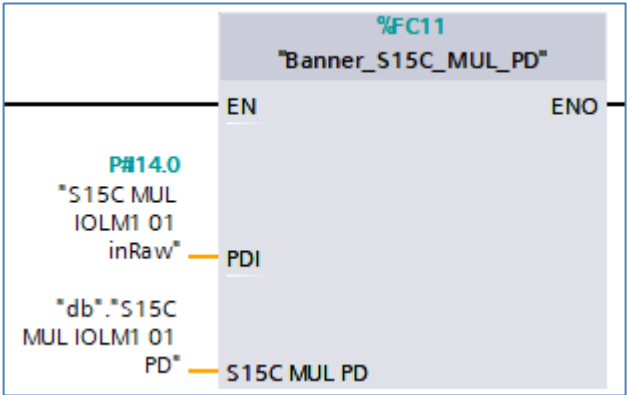 %FC11
"Banner_S15C_MUL_PD"
EN ENO
P#I14.0
"S15C MUL
IOLM1 01
inRaw"
PDI
"db"."S15C
MUL IOLM1 01
PD"
S15C MUL PD